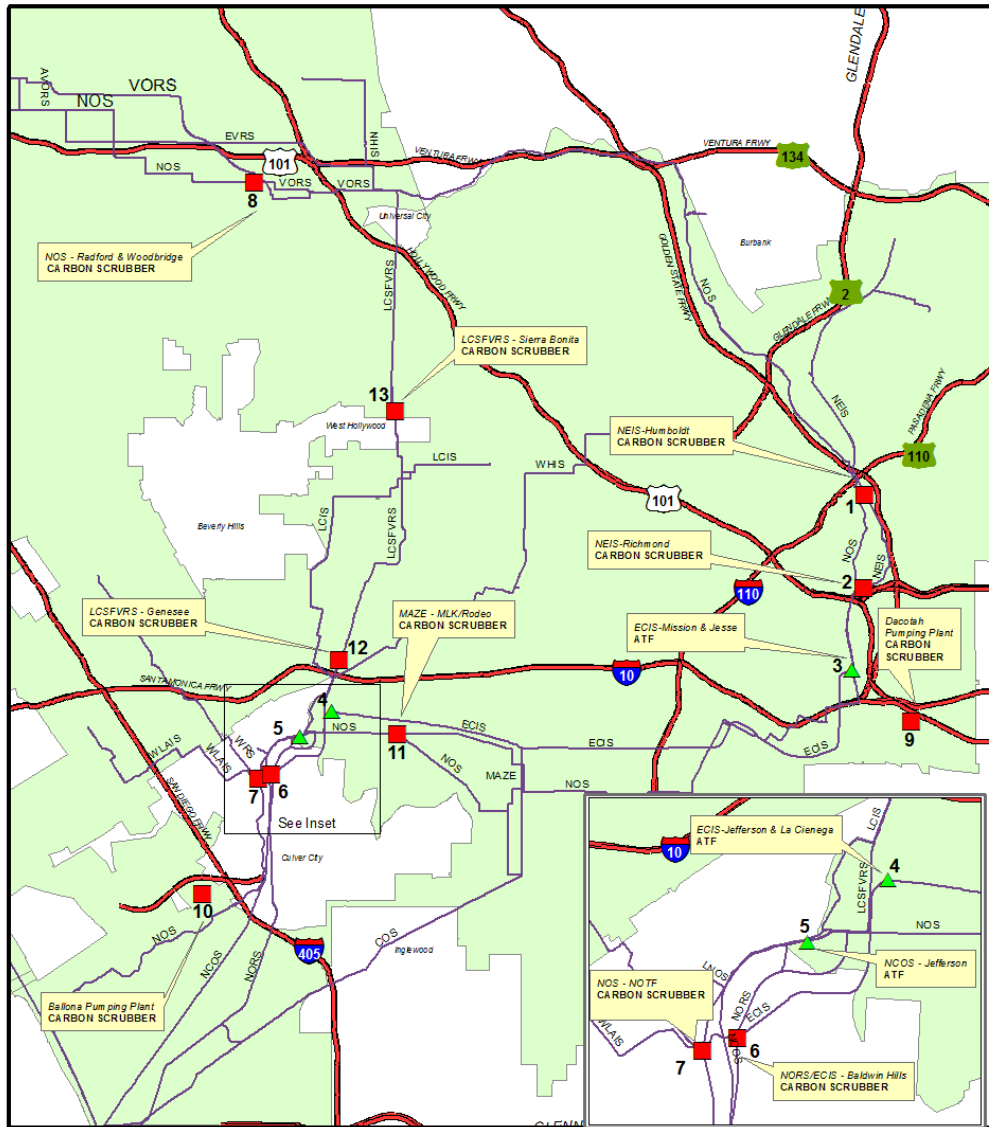 GLENDALE
AVORS
VORS
NOS
EVRS
NHIS
101
VENTURA FRWY
VENTURA FRWY
134
NOS
VORS
VORS
8
Universal City
Burbank
NOS - Radford & Woodbridge
CARBON SCRUBBER
HOLLYWOOD FRWY
GOLDEN STATE FRWY
NOS
2
GLENDALE FRWY
LCSFVRS
LCSFVRS - Sierra Bonita
CARBON SCRUBBER
PASADENA FRWY
NEIS
13
West Hollywood
NEIS-Humboldt
CARBON SCRUBBER
110
LCIS
WHIS
101
1
Beverly Hills
LCIS
LCSFVRS
NOS
NEIS
NEIS-Richmond
CARBON SCRUBBER
2
110
LCSFVRS - Genesee
CARBON SCRUBBER
MAZE - MLK/Rodeo
CARBON SCRUBBER
ECIS-Mission & Jesse
ATF
Dacotah
Pumping Plant
CARBON
SCRUBBER
12
3
10
SANTA MONICA FRWY
4
5
NOS
ECIS
ECIS
ECIS
9
11
WLAIS
WLAIS
WRS
NOS
MAZE
NOS
7
6
SAN DIEGO FRWY
See Inset
Culver City
10
NOS
NCOS
NORS
405
COS
Inglewood
Ballona Pumping Plant
CARBON SCRUBBER
ECIS-Jefferson & La Cienega
ATF
10
LCIS
4
LCSFVRS
NOS
5
NCOS - Jefferson
ATF
NOS - NOTF
CARBON SCRUBBER
LNOS
NORS
ECIS
WLAIS
7
6
NORS/ECIS - Baldwin Hills
CARBON SCRUBBER